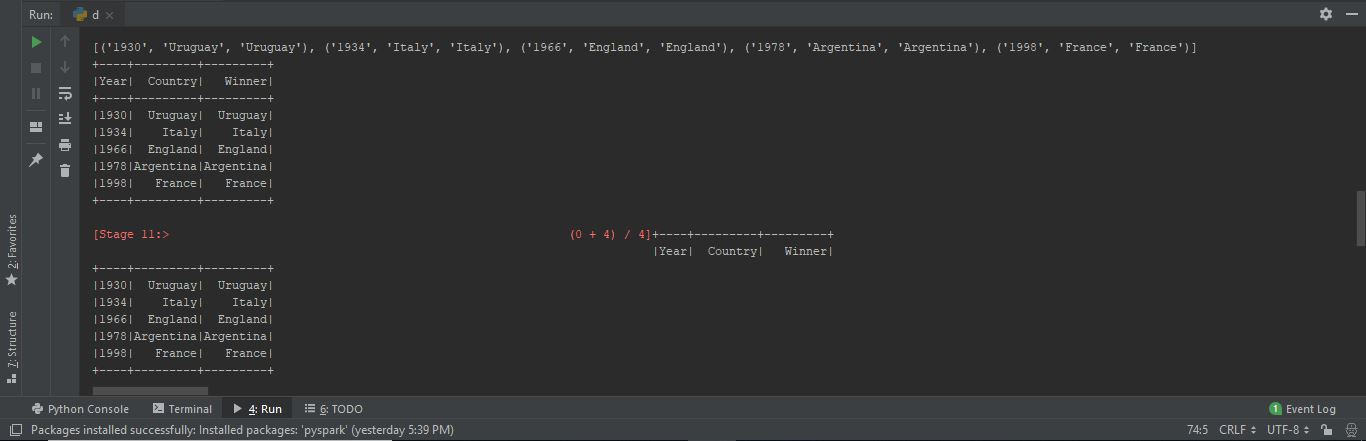 Run: d
[('1930', 'Uruguay', 'Uruguay'), ('1934', 'Italy', 'Italy'), ('1966', 'England', 'England'), ('1978', 'Argentina', 'Argentina'), ('1998', 'France', 'France')]
+----+---------+---------+
|Year|  Country|   Winner|
+----+---------+---------+
|1930|  Uruguay|  Uruguay|
|1934|    Italy|    Italy|
|1966|  England|  England|
|1978|Argentina|Argentina|
|1998|   France|   France|
+----+---------+---------+
[Stage 11:>                                                         (0 + 4) / 4]+----+---------+---------+
|Year|  Country|   Winner|
+----+---------+---------+
|1930|  Uruguay|  Uruguay|
|1934|    Italy|    Italy|
|1966|  England|  England|
|1978|Argentina|Argentina|
|1998|   France|   France|
+----+---------+---------+
2: Favorites
7: Structure
Python Console Terminal 4: Run 6: TODO 1 Event Log
Packages installed successfully: Installed packages: 'pyspark' (yesterday 5:39 PM) 74:5 CRLF UTF-8